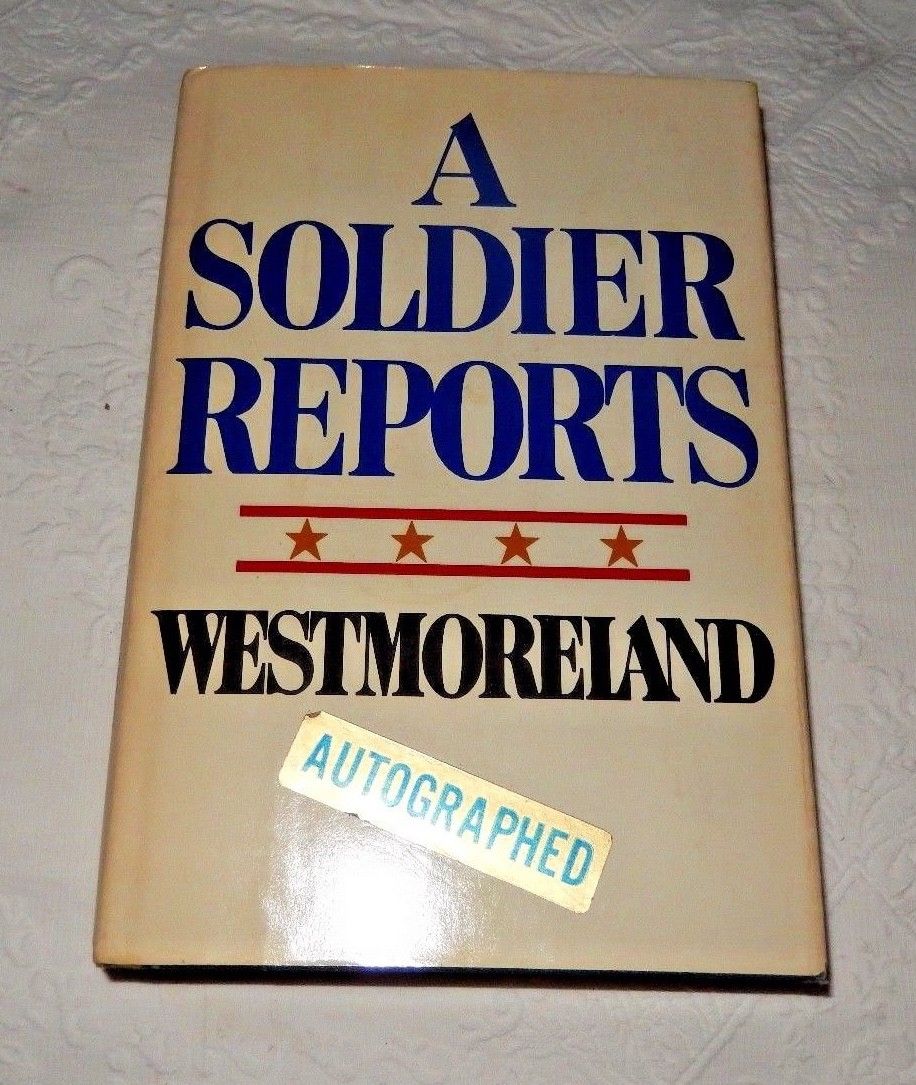 A
SOLDIER
REPORTS
WESTMORELAND
AUTOGRAPHED